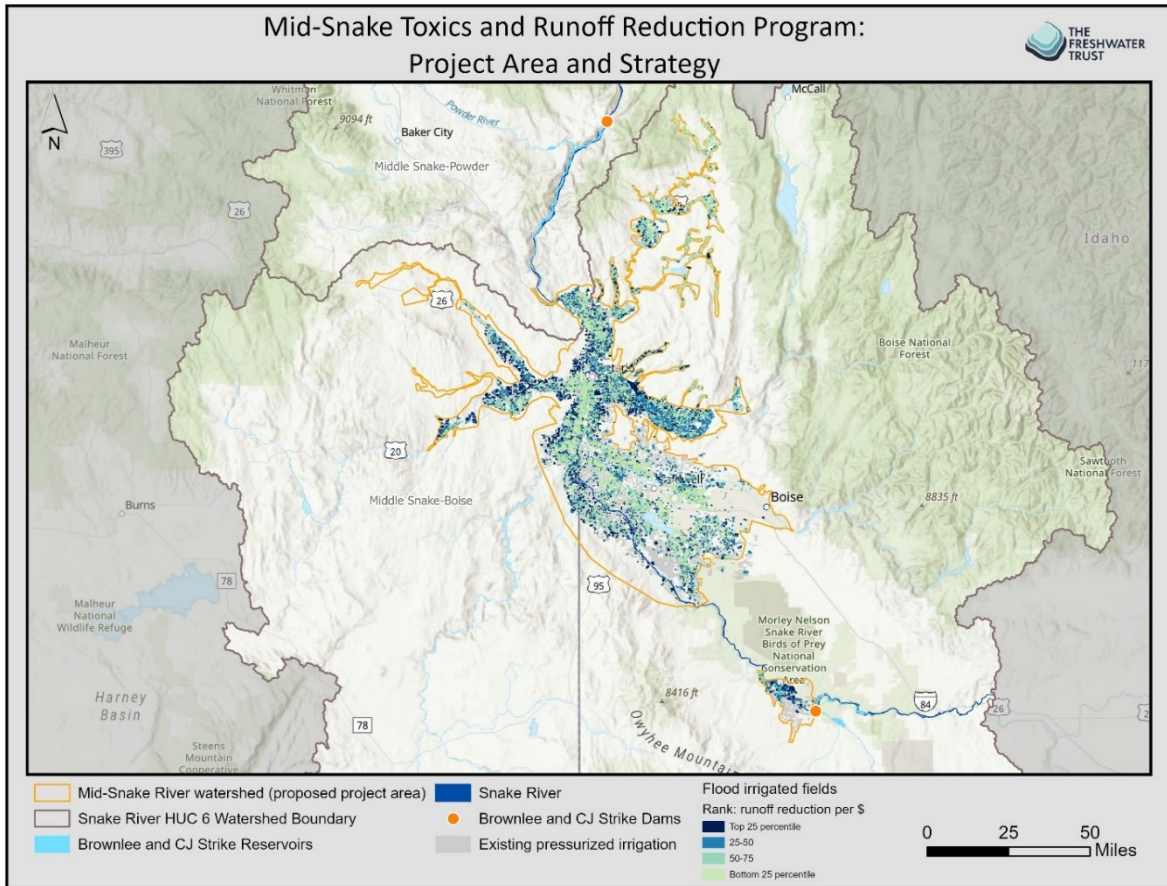 Mid-Snake Toxics and Runoff Reduction Program:
Project Area and Strategy
THE
FRESHWATER
TRUST
N
Whitman
National Forest
9094 ft
Powder River
McCall
Baker City
395
Middle Snake-Powder
26
Idaho
26
Malheur
National Forest
Boise National
Forest
20
Sawtooth
National Forest
Middle Snake-Boise
8835 ft
Boise
Burns
78
95
Malheur
National
Wildlife Refuge
Morley Nelson
Snake River
Birds of Prey
National
Conservation
Area
8416 ft
84
26
Harney
Basin
78
Owyhee Mountain
Steens
Mountain
Cooperative
Mid-Snake River watershed (proposed project area)
Snake River HUC 6 Watershed Boundary
Brownlee and CJ Strike Reservoirs
Snake River
Brownlee and CJ Strike Dams
Existing pressurized irrigation
Flood irrigated fields
Rank: runoff reduction per $
Top 25 percentile
25-50
50-75
Bottom 25 percentile
0 25 50
Miles